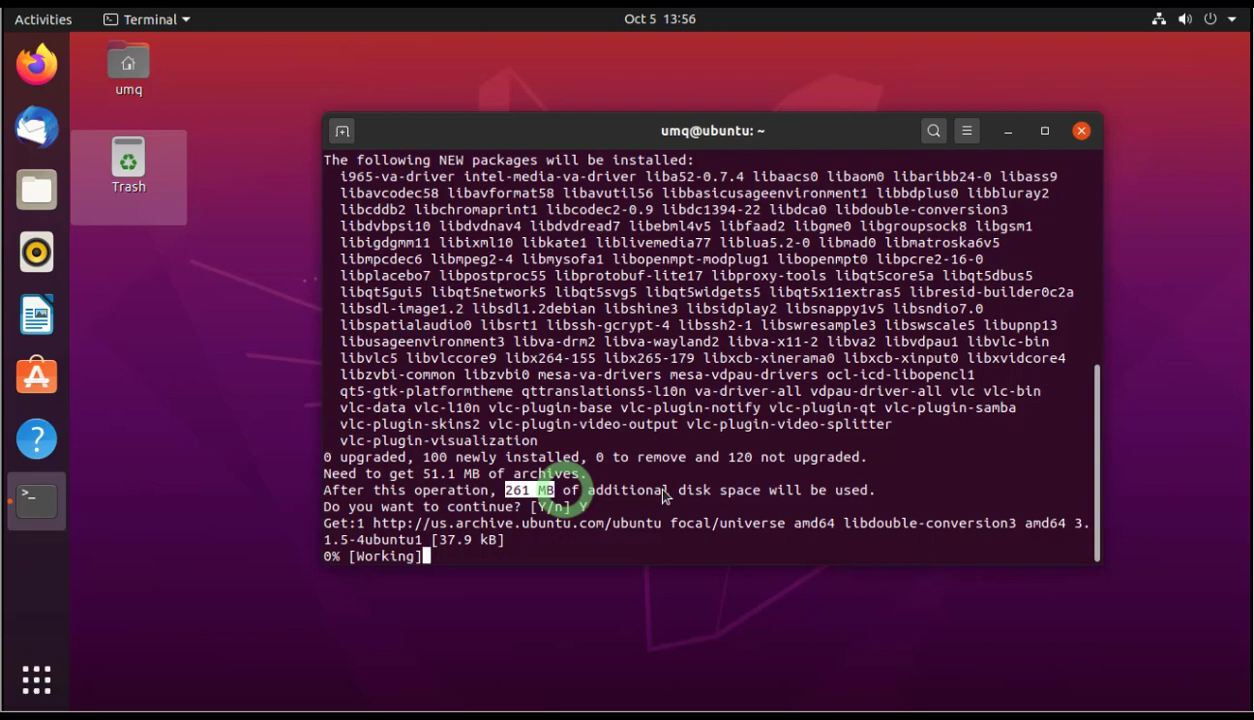 Activities Terminal Oct 5 13:56
umq
Trash
umq@ubuntu: ~
The following NEW packages will be installed:
i965-va-driver intel-media-va-driver liba52-0.7.4 libaacs0 libaom0 libaribb24-0 libass9
libavcodec58 libavformat58 libavutil56 libbasicusageenvironment1 libbdplus0 libbluray2
libcddb2 libchromaprint1 libcodec2-0.9 libdc1394-22 libdca0 libdouble-conversion3
libdvbpsi10 libdvdnav4 libdvdread7 libebml4v5 libfaad2 libgme0 libgroupsock8 libgsm1
libigdgmm11 libixml10 libkate1 liblivemedia77 liblua5.2-0 libmad0 libmatroska6v5
libmpcdec6 libmpeg2-4 libmysofa1 libopenmpt-modplug1 libopenmpt0 libpcre2-16-0
libplacebo7 libpostproc55 libprotobuf-lite17 libproxy-tools libqt5core5a libqt5dbus5
libqt5gui5 libqt5network5 libqt5svg5 libqt5widgets5 libqt5x11extras5 libresid-builder0c2a
libsdl-image1.2 libsdl1.2debian libshine3 libsidplay2 libsnappy1v5 libsndio7.0
libspatialaudio0 libsrt1 libssh-gcrypt-4 libssh2-1 libswresample3 libswscale5 libupnp13
libusageenvironment3 libva-drm2 libva-wayland2 libva-x11-2 libva2 libvdpau1 libvlc-bin
libvlc5 libvlccore9 libx264-155 libx265-179 libxcb-xinerama0 libxcb-xinput0 libxvidcore4
libzvbi-common libzvbi0 mesa-va-drivers mesa-vdpau-drivers ocl-icd-libopencl1
qt5-gtk-platformtheme qttranslations5-l10n va-driver-all vdpau-driver-all vlc vlc-bin
vlc-data vlc-l10n vlc-plugin-base vlc-plugin-notify vlc-plugin-qt vlc-plugin-samba
vlc-plugin-skins2 vlc-plugin-video-output vlc-plugin-video-splitter
vlc-plugin-visualization
0 upgraded, 100 newly installed, 0 to remove and 120 not upgraded.
Need to get 51.1 MB of archives.
After this operation, 261 MB of additional disk space will be used.
Do you want to continue? [Y/n] Y
Get:1 http://us.archive.ubuntu.com/ubuntu focal/universe amd64 libdouble-conversion3 amd64 3.
1.5-4ubuntu1 [37.9 kB]
0% [Working]